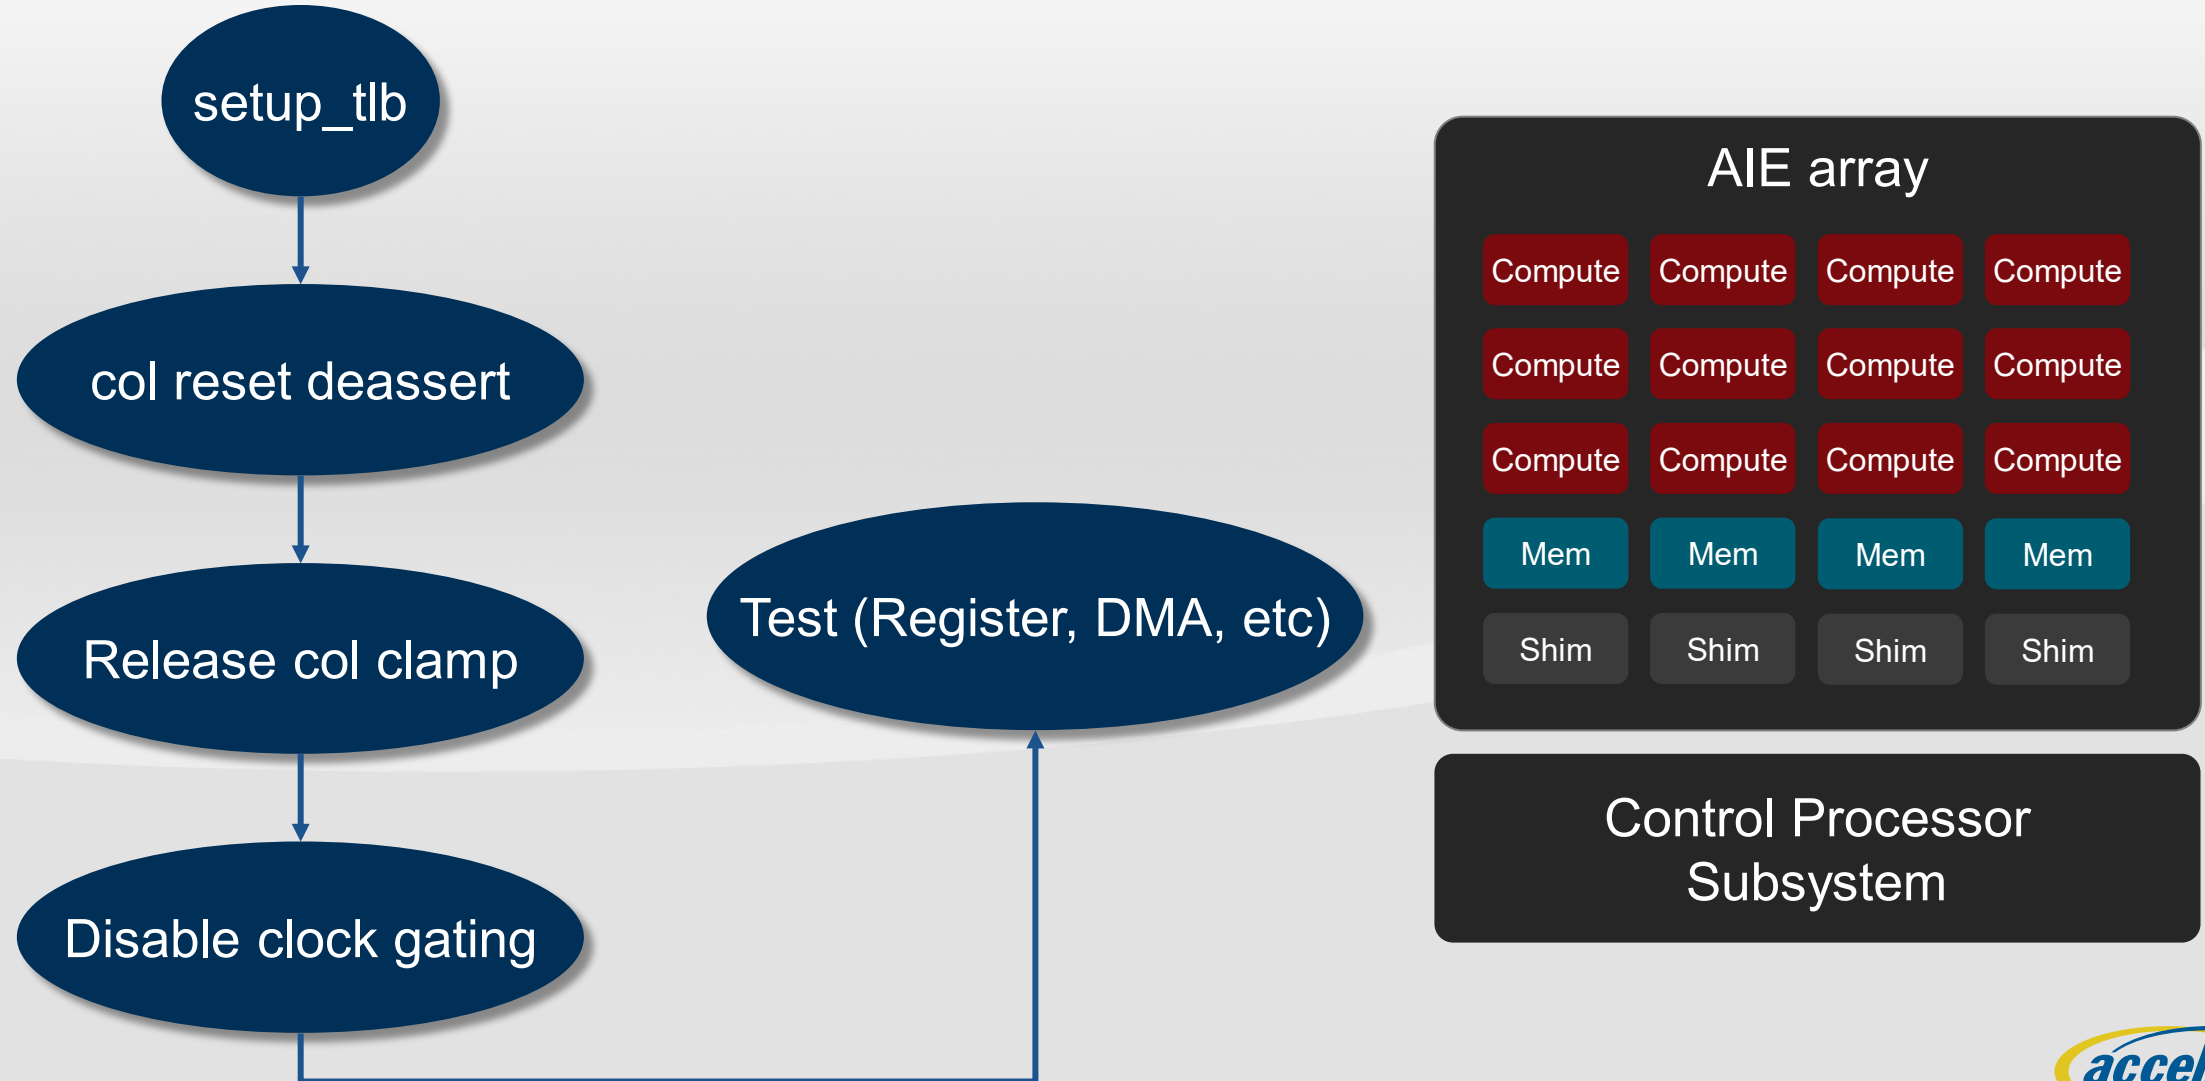 setup_tlb
col reset deassert
Release col clamp
Disable clock gating
Test (Register, DMA, etc)
AIE array
Compute Compute Compute Compute
Compute Compute Compute Compute
Compute Compute Compute Compute
Mem Mem Mem Mem
Shim Shim Shim Shim
Control Processor
Subsystem